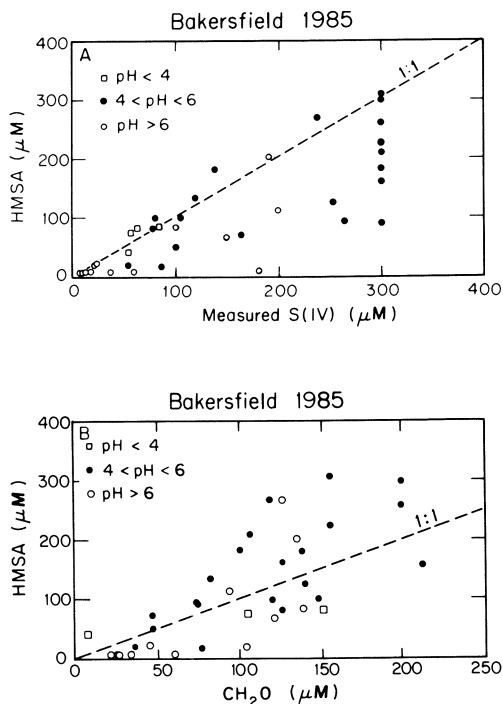 Bakersfield 1985
A
□ pH < 4
● 4 < pH < 6
○ pH > 6
1:1
HMSA (μM)
400
300
200
100
0
0 100 200 300 400
Measured S(IV) (μM)
Bakersfield 1985
B
□ pH < 4
● 4 < pH < 6
○ pH > 6
1:1
HMSA (μM)
400
300
200
100
0
0 50 100 150 200 250
CH₂O (μM)